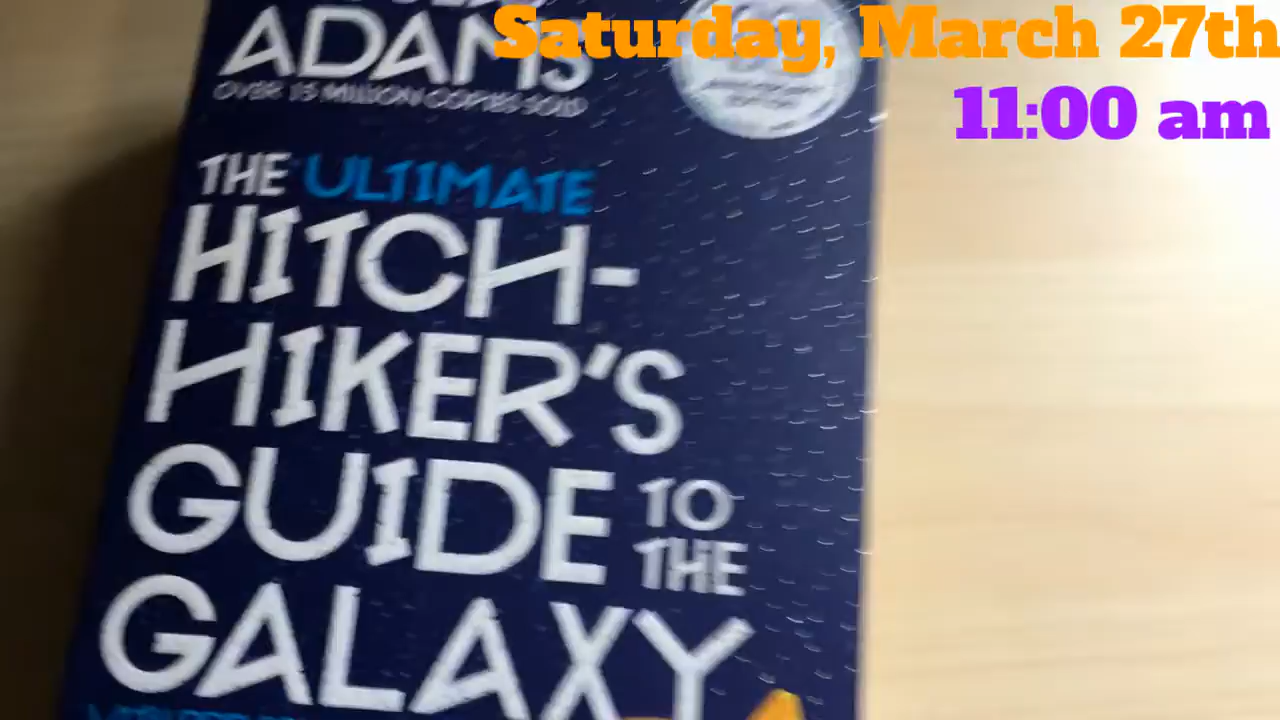 ADAMS
Saturday, March 27th
OVER 15 MILLION COPIES SOLD
11:00 am
THE ULTIMATE
HITCH-
HIKER'S
GUIDE TO
THE
GALAXY